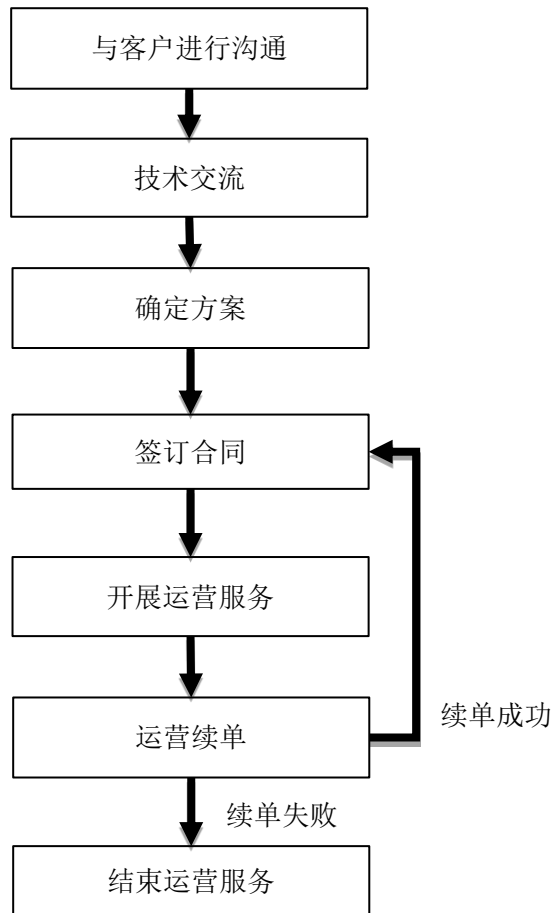 与客户进行沟通
技术交流
确定方案
签订合同
开展运营服务
运营续单
续单成功
续单失败
结束运营服务